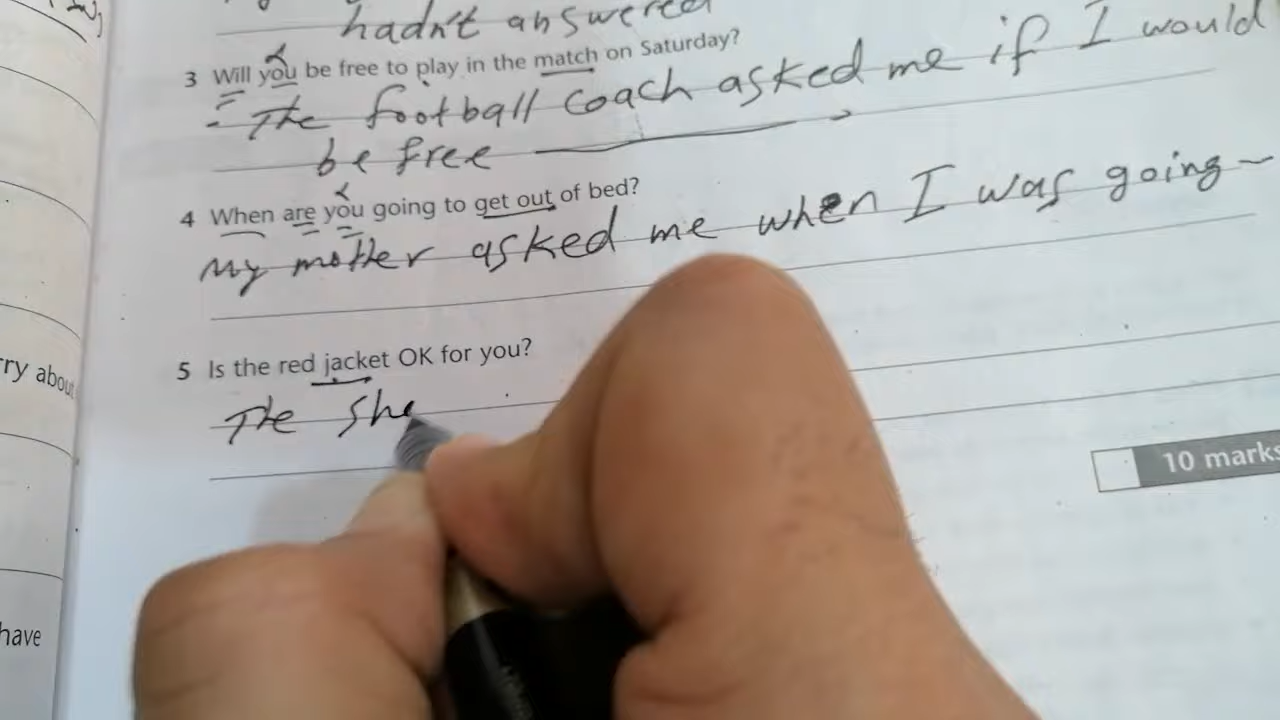 hadn't answered
3 Will you be free to play in the match on Saturday?
- The football coach asked me if I would
be free
4 When are you going to get out of bed?
My mother asked me when I was going
5 Is the red jacket OK for you?
The sho
10 marks
ry about
have